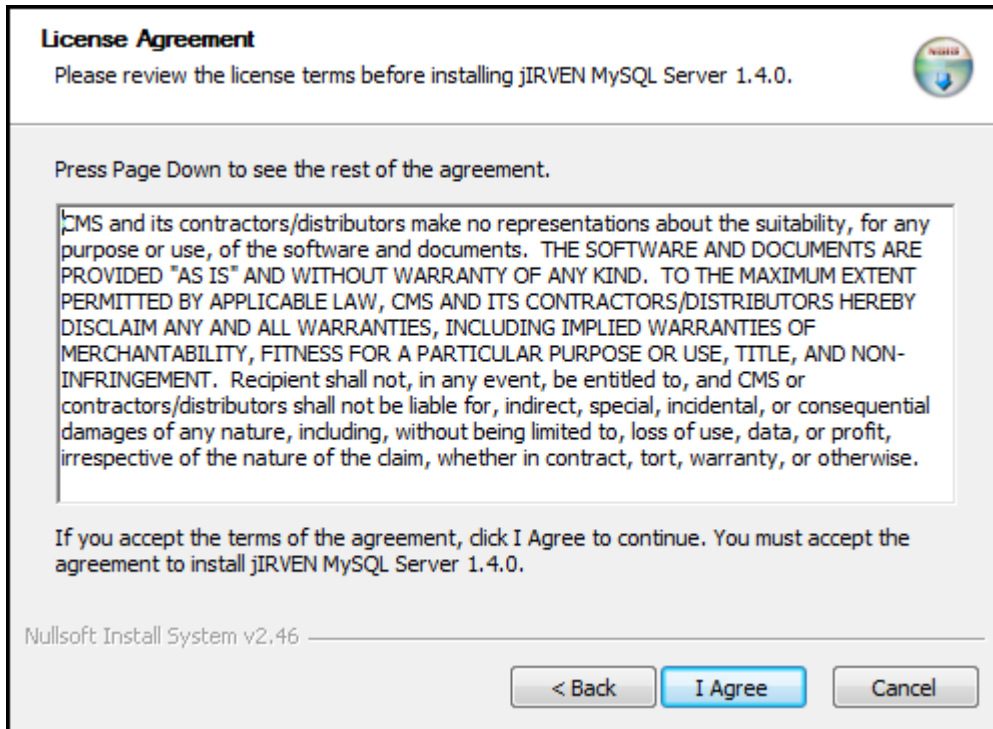 License Agreement
Please review the license terms before installing jIRVEN MySQL Server 1.4.0.
NSIS
Press Page Down to see the rest of the agreement.
CMS and its contractors/distributors make no representations about the suitability, for any
purpose or use, of the software and documents.  THE SOFTWARE AND DOCUMENTS ARE
PROVIDED "AS IS" AND WITHOUT WARRANTY OF ANY KIND.  TO THE MAXIMUM EXTENT
PERMITTED BY APPLICABLE LAW, CMS AND ITS CONTRACTORS/DISTRIBUTORS HEREBY
DISCLAIM ANY AND ALL WARRANTIES, INCLUDING IMPLIED WARRANTIES OF
MERCHANTABILITY, FITNESS FOR A PARTICULAR PURPOSE OR USE, TITLE, AND NON-
INFRINGEMENT.  Recipient shall not, in any event, be entitled to, and CMS or
contractors/distributors shall not be liable for, indirect, special, incidental, or consequential
damages of any nature, including, without being limited to, loss of use, data, or profit,
irrespective of the nature of the claim, whether in contract, tort, warranty, or otherwise.
If you accept the terms of the agreement, click I Agree to continue. You must accept the
agreement to install jIRVEN MySQL Server 1.4.0.
Nullsoft Install System v2.46
< Back
I Agree
Cancel